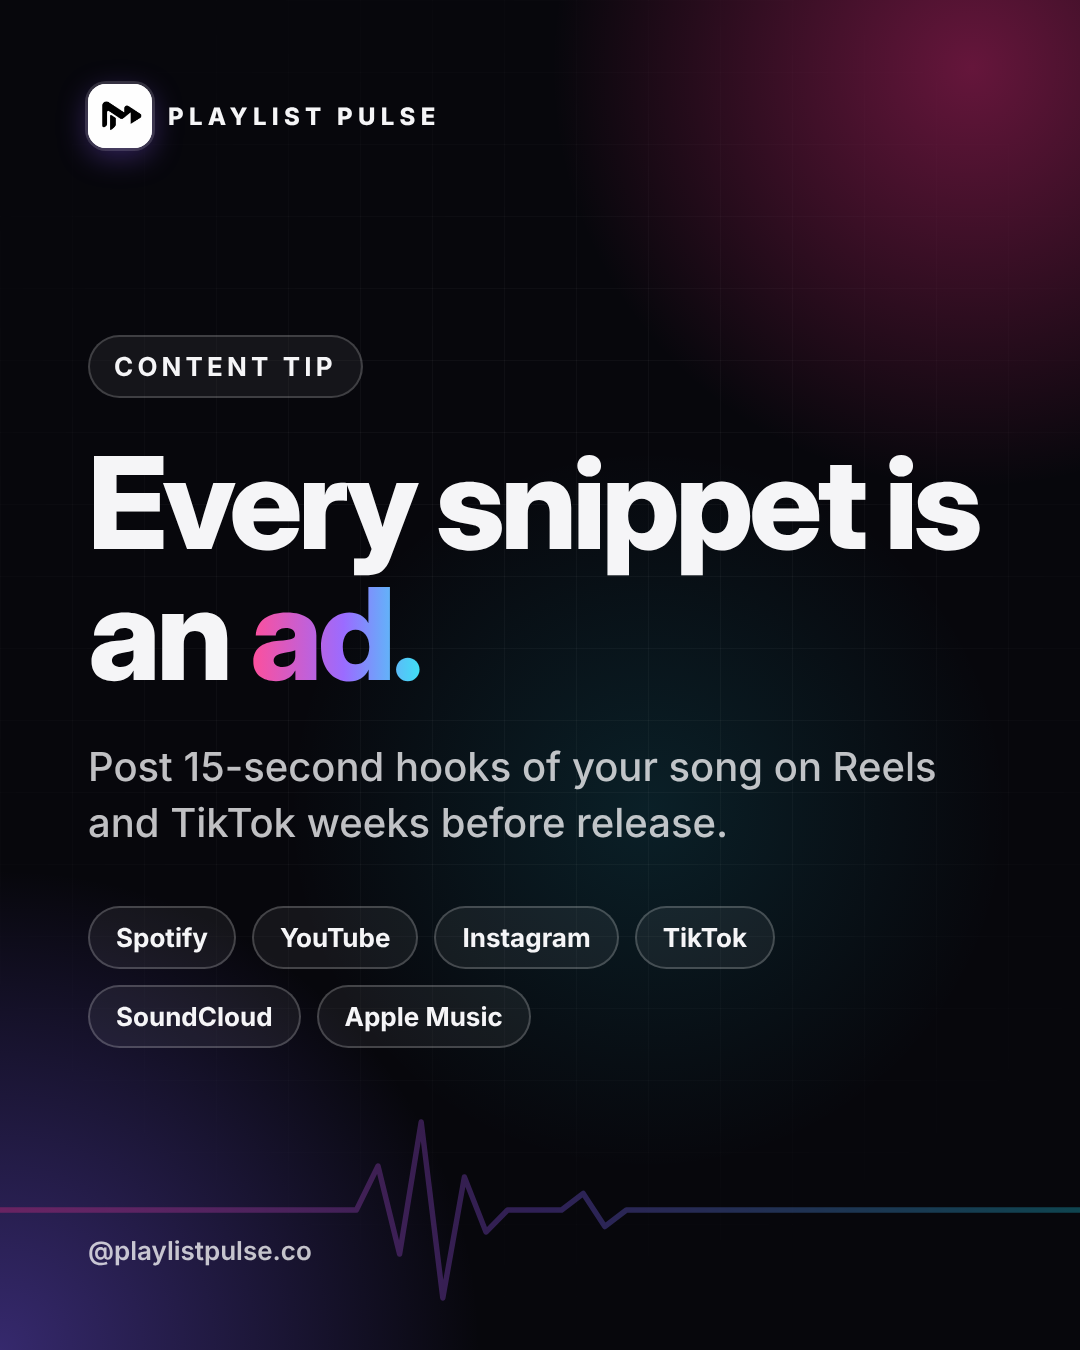 PLAYLIST PULSE
CONTENT TIP
Every snippet is
an ad.
Post 15-second hooks of your song on Reels
and TikTok weeks before release.
Spotify YouTube Instagram TikTok
SoundCloud Apple Music
@playlistpulse.co